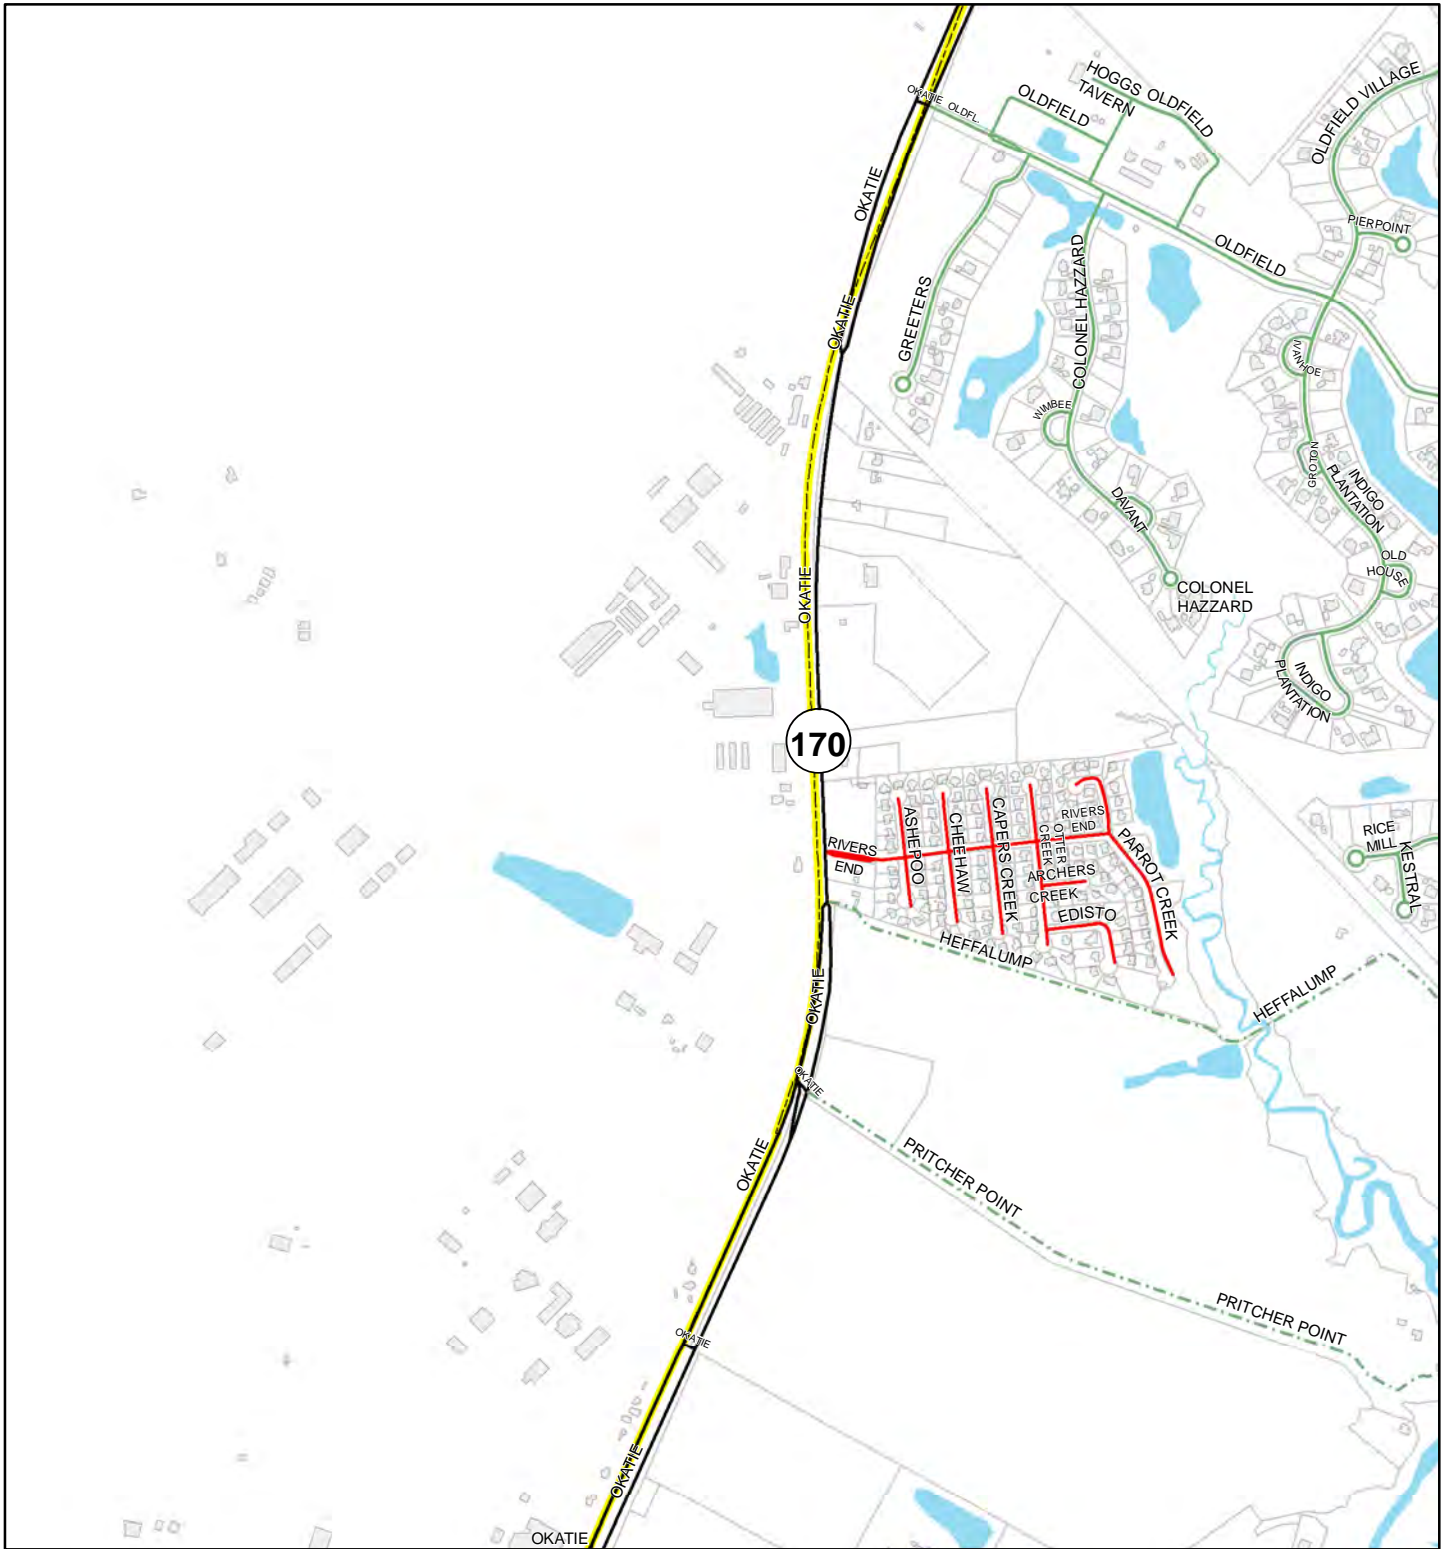 HOGGS OLDFIELD
TAVERN
OLDFIELD VILLAGE
OKATIE OLDFL.
OLDFIELD
OKATIE
PIERPOINT
OLDFIELD
COLONEL HAZZARD
GREETERS
OKATIE
IVANHOE
WIMBEE
GROTON
INDIGO
PLANTATION
DAVANT
OLD
HOUSE
OKATIE
COLONEL
HAZZARD
INDIGO
PLANTATION
170
RIVERS
END
ASHEPOO
CHEEHAW
CAPERS CREEK
OTTER
CREEK
RIVERS
END
PARROT CREEK
ARCHERS
CREEK
EDISTO
RICE
MILL
KESTRAL
HEFFALUMP
HEFFALUMP
OKATIE
OKATIE
OKATIE
PRITCHER POINT
PRITCHER POINT
OKATIE
OKATIE
OKATIE